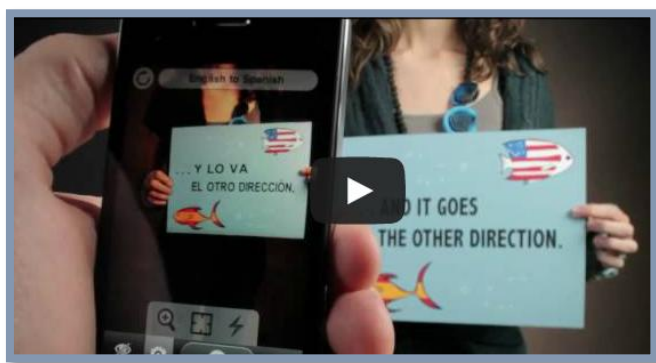 English to Spanish
...Y LO VA
EL OTRO DIRECCIÓN.
...AND IT GOES
THE OTHER DIRECTION.